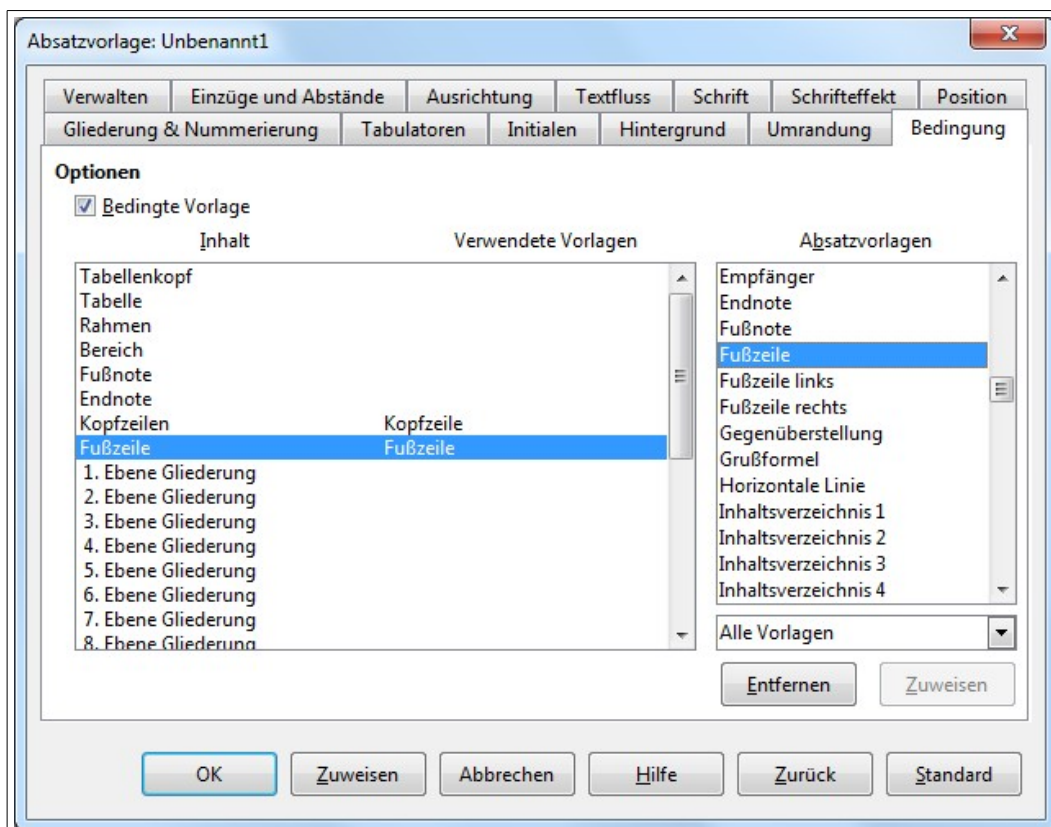 Absatzvorlage: Unbenannt1
Verwalten Einzüge und Abstände Ausrichtung Textfluss Schrift Schrifteffekt Position
Gliederung & Nummerierung Tabulatoren Initialen Hintergrund Umrandung Bedingung
Optionen
Bedingte Vorlage
Inhalt Verwendete Vorlagen Absatzvorlagen
Tabellenkopf
Tabelle
Rahmen
Bereich
Fußnote
Endnote
Kopfzeilen Kopfzeile
Fußzeile Fußzeile
1. Ebene Gliederung
2. Ebene Gliederung
3. Ebene Gliederung
4. Ebene Gliederung
5. Ebene Gliederung
6. Ebene Gliederung
7. Ebene Gliederung
8. Ebene Gliederung
Empfänger
Endnote
Fußnote
Fußzeile
Fußzeile links
Fußzeile rechts
Gegenüberstellung
Grußformel
Horizontale Linie
Inhaltsverzeichnis 1
Inhaltsverzeichnis 2
Inhaltsverzeichnis 3
Inhaltsverzeichnis 4
Alle Vorlagen
Entfernen Zuweisen
OK Zuweisen Abbrechen Hilfe Zurück Standard